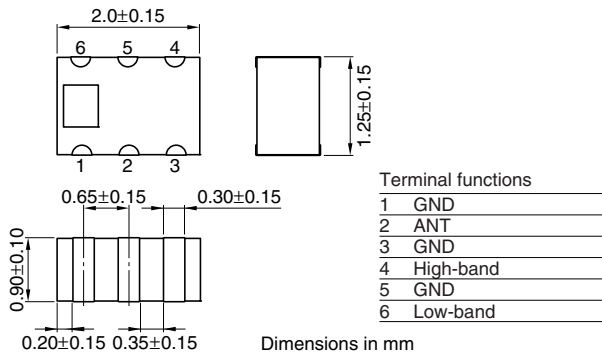 2.0±0.15
6 5 4
1 2 3
1.25±0.15
0.65±0.15 0.30±0.15
0.90±0.10
0.20±0.15 0.35±0.15
Dimensions in mm
Terminal functions
1 GND
2 ANT
3 GND
4 High-band
5 GND
6 Low-band